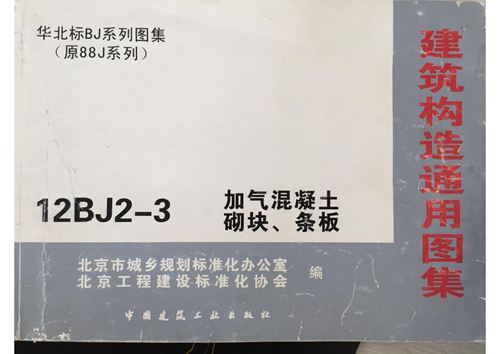 华北标BJ系列图集
（原88J系列）
建筑构造通用图集
12BJ2-3
加气混凝土
砌块、条板
北京市城乡规划标准化办公室
北京工程建设标准化协会
编
中国建筑工业出版社